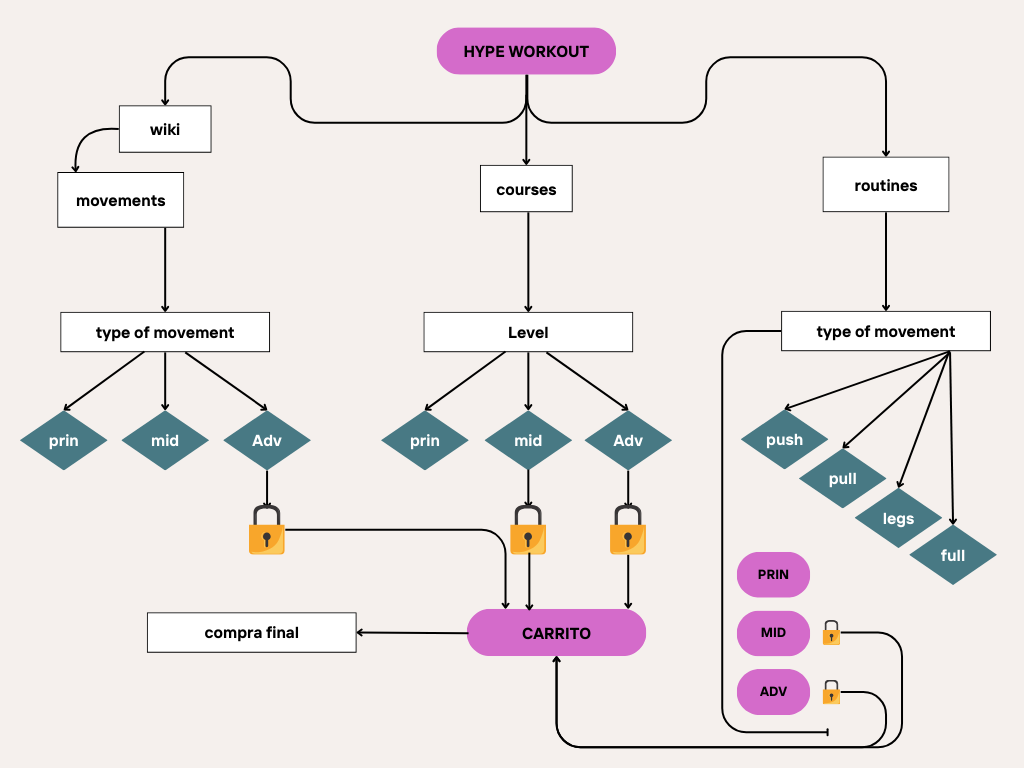 HYPE WORKOUT
wiki
movements
courses
routines
type of movement
Level
type of movement
prin
mid
Adv
prin
mid
Adv
push
pull
legs
full
PRIN
MID
ADV
compra final
CARRITO